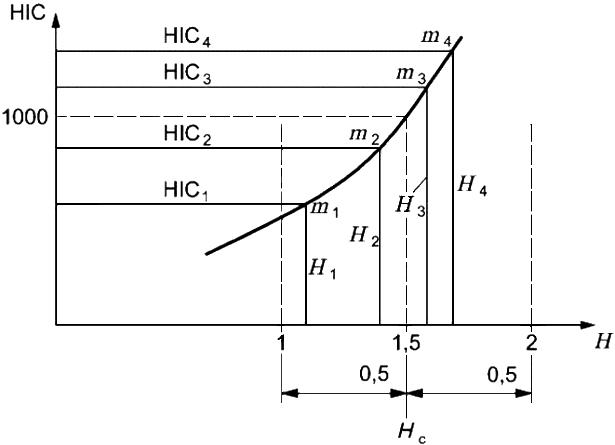 HIC
HIC₄
m₄
HIC₃
m₃
1000
HIC₂
m₂
HIC₁
m₁
H₁
H₂
H₃
H₄
1
1,5
2
H
0,5
0,5
H_c